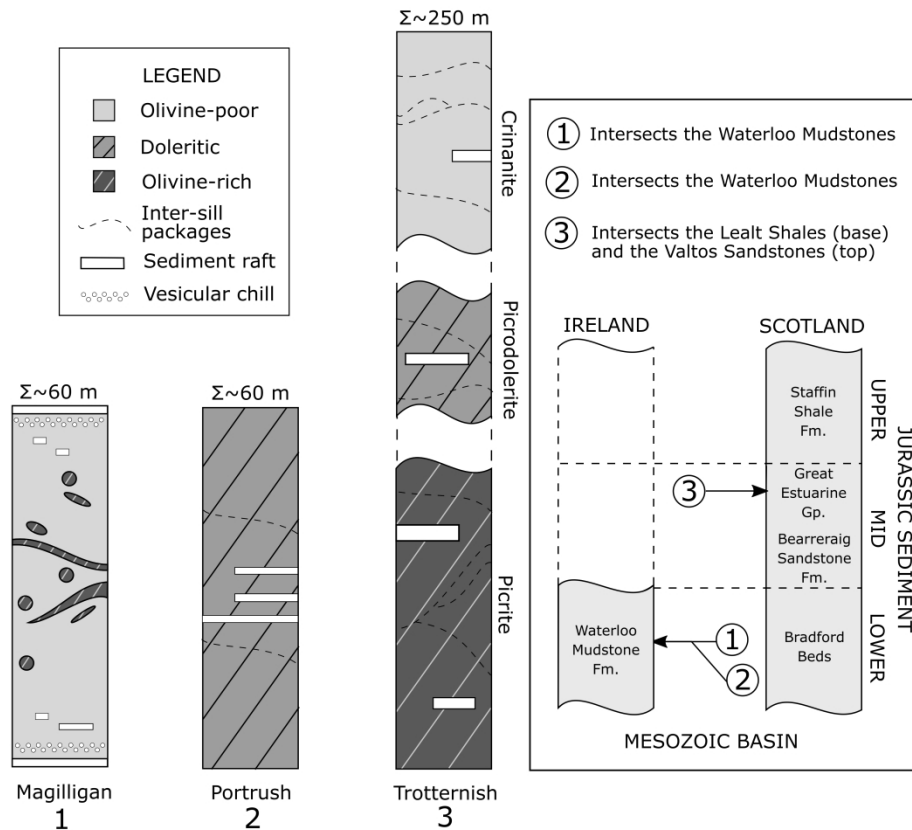 Σ~250 m
LEGEND
Olivine-poor
Doleritic
Olivine-rich
Inter-sill
packages
Sediment raft
Vesicular chill
Σ~60 m
Σ~60 m
Crinanite
Picrodolerite
Picrite
Magilligan
1
Portrush
2
Trotternish
3
1 Intersects the Waterloo Mudstones
2 Intersects the Waterloo Mudstones
3 Intersects the Lealt Shales (base)
and the Valtos Sandstones (top)
IRELAND
SCOTLAND
Staffin
Shale
Fm.
Great
Estuarine
Gp.
Bearreraig
Sandstone
Fm.
Bradford
Beds
Waterloo
Mudstone
Fm.
3
1
2
UPPER
MID
LOWER
JURASSIC SEDIMENT
MESOZOIC BASIN